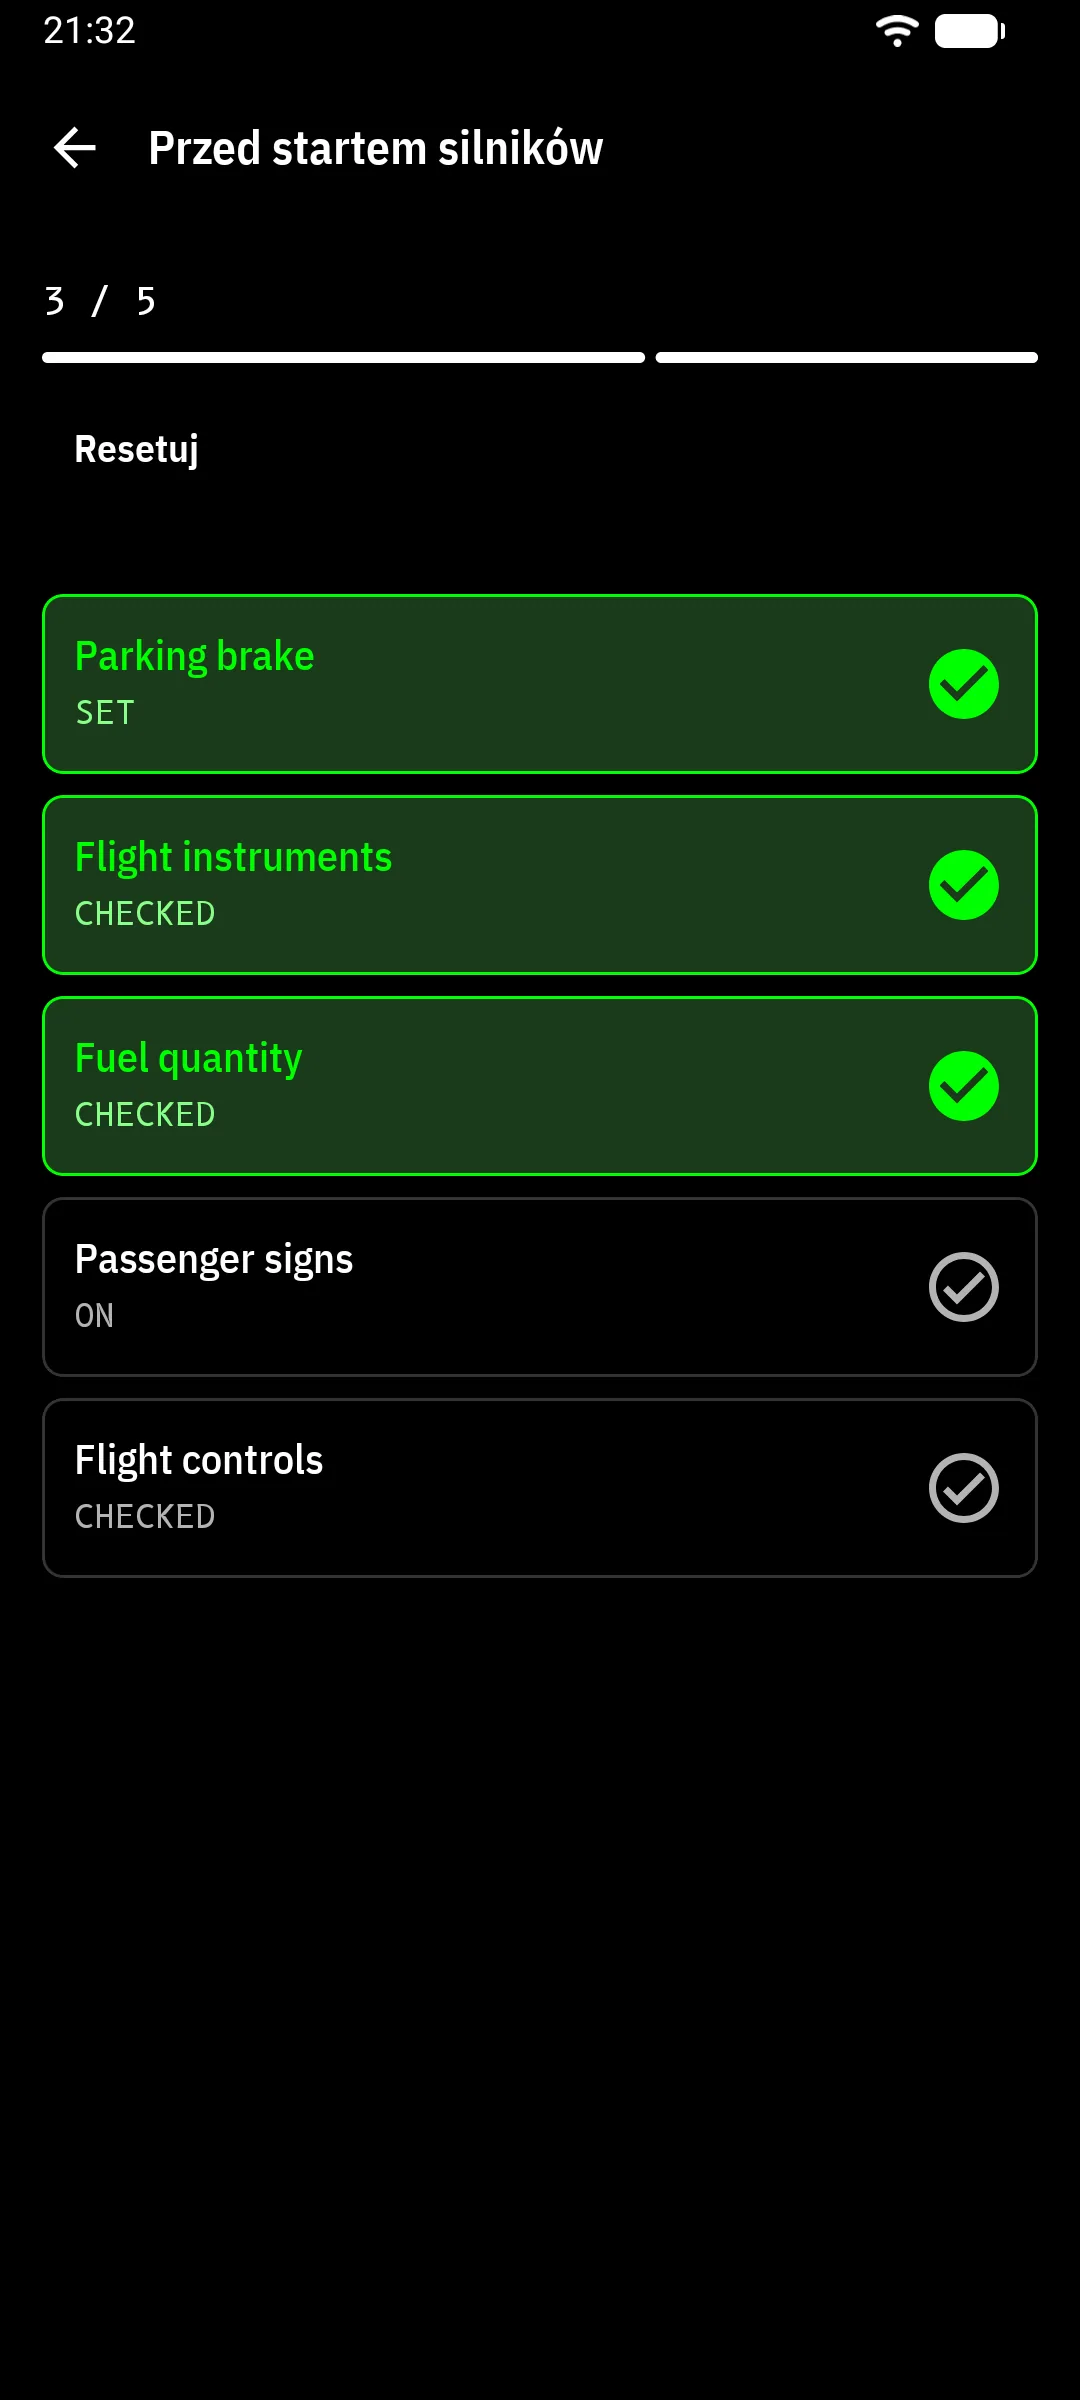 21:32
Przed startem silników
3 / 5
Resetuj
Parking brake
SET
Flight instruments
CHECKED
Fuel quantity
CHECKED
Passenger signs
ON
Flight controls
CHECKED